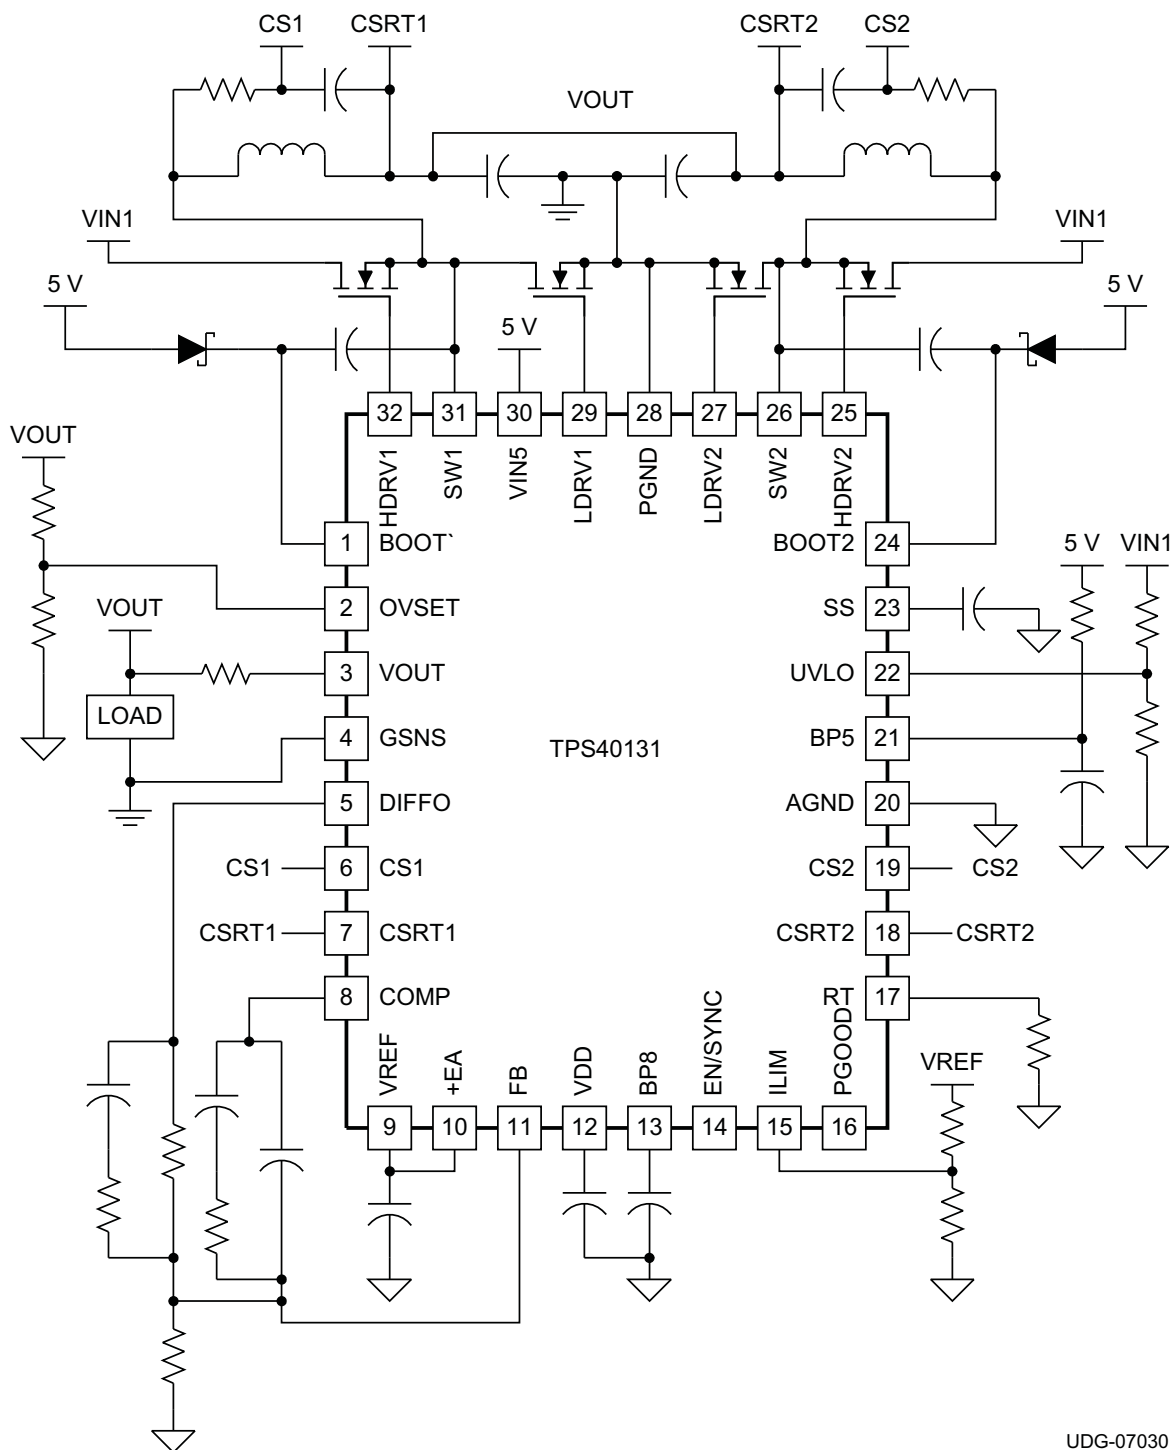 CS1 CSRT1 CSRT2 CS2
VOUT
VIN1 VIN1
5 V 5 V
5 V
32 31 30 29 28 27 26 25
VOUT
HDRV1 SW1 VIN5 LDRV1 PGND LDRV2 SW2 HDRV2
1 BOOT` BOOT2 24 5 V VIN1
2 OVSET SS 23
VOUT
3 VOUT UVLO 22
LOAD
4 GSNS TPS40131 BP5 21
5 DIFFO AGND 20
CS1 6 CS1 CS2 19 CS2
CSRT1 7 CSRT1 CSRT2 18 CSRT2
8 COMP RT 17
VREF +EA FB VDD BP8 EN/SYNC ILIM PGOOD
VREF
9 10 11 12 13 14 15 16
UDG-07030